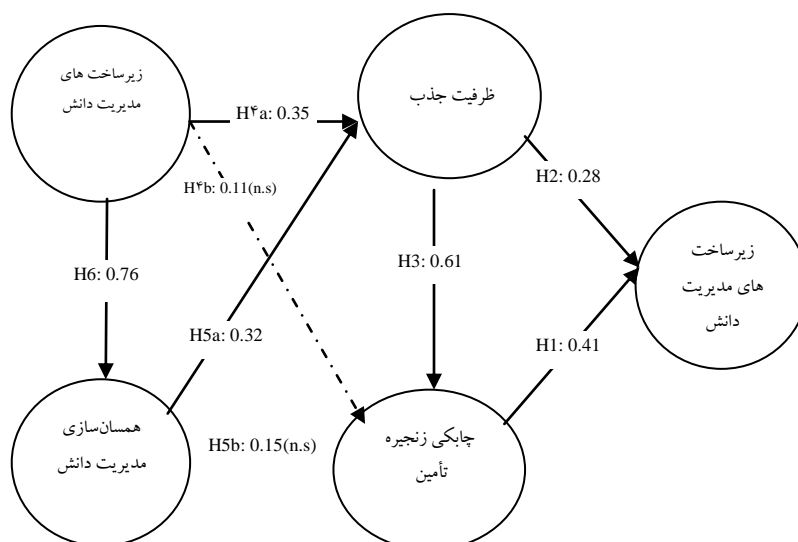 زیرساخت های
مدیریت دانش
ظرفیت جذب
H۴a: 0.35
H۴b: 0.11(n.s)
H2: 0.28
زیرساخت
های مدیریت
دانش
H6: 0.76
H3: 0.61
H5a: 0.32
H1: 0.41
همسان‌سازی
مدیریت دانش
H5b: 0.15(n.s)
چابکی زنجیره
تأمین